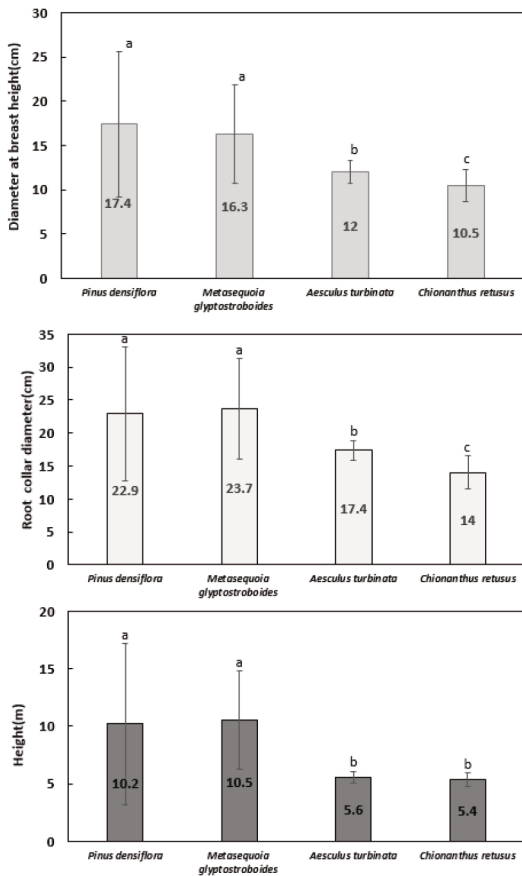 Diameter at breast height(cm)
30
25
20
15
10
5
0
a
a
b
c
17.4
16.3
12
10.5
Pinus densiflora
Metasequoia
glyptostroboides
Aesculus turbinata
Chionanthus retusus
Root collar diameter(cm)
35
30
25
20
15
10
5
0
a
a
b
c
22.9
23.7
17.4
14
Pinus densiflora
Metasequoia
glyptostroboides
Aesculus turbinata
Chionanthus retusus
Height(m)
20
15
10
5
0
a
a
b
b
10.2
10.5
5.6
5.4
Pinus densiflora
Metasequoia
glyptostroboides
Aesculus turbinata
Chionanthus retusus